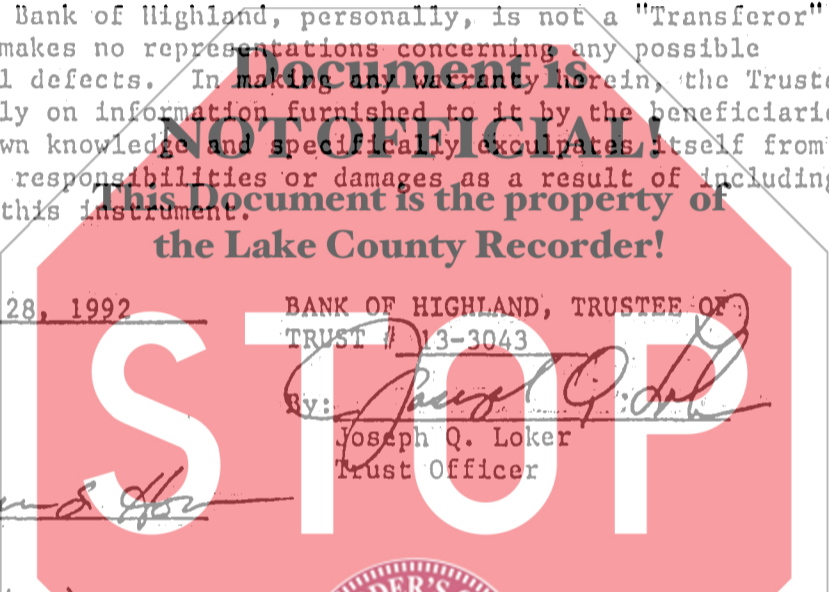 Bank of Highland, personally, is not a "Transferor"
makes no representations concerning any possible
l defects. In making any warranty herein, the Truste
ly on information furnished to it by the beneficiarie
wn knowledge and specifically exculpates itself from
responsibilities or damages as a result of including
this instrument.
Document is
NOT OFFICIAL!
This Document is the property of
the Lake County Recorder!
28, 1992
BANK OF HIGHLAND, TRUSTEE OF
TRUST # 13-3043
By: Joseph Q. Loker
Joseph Q. Loker
Trust Officer
STOP
DER'S